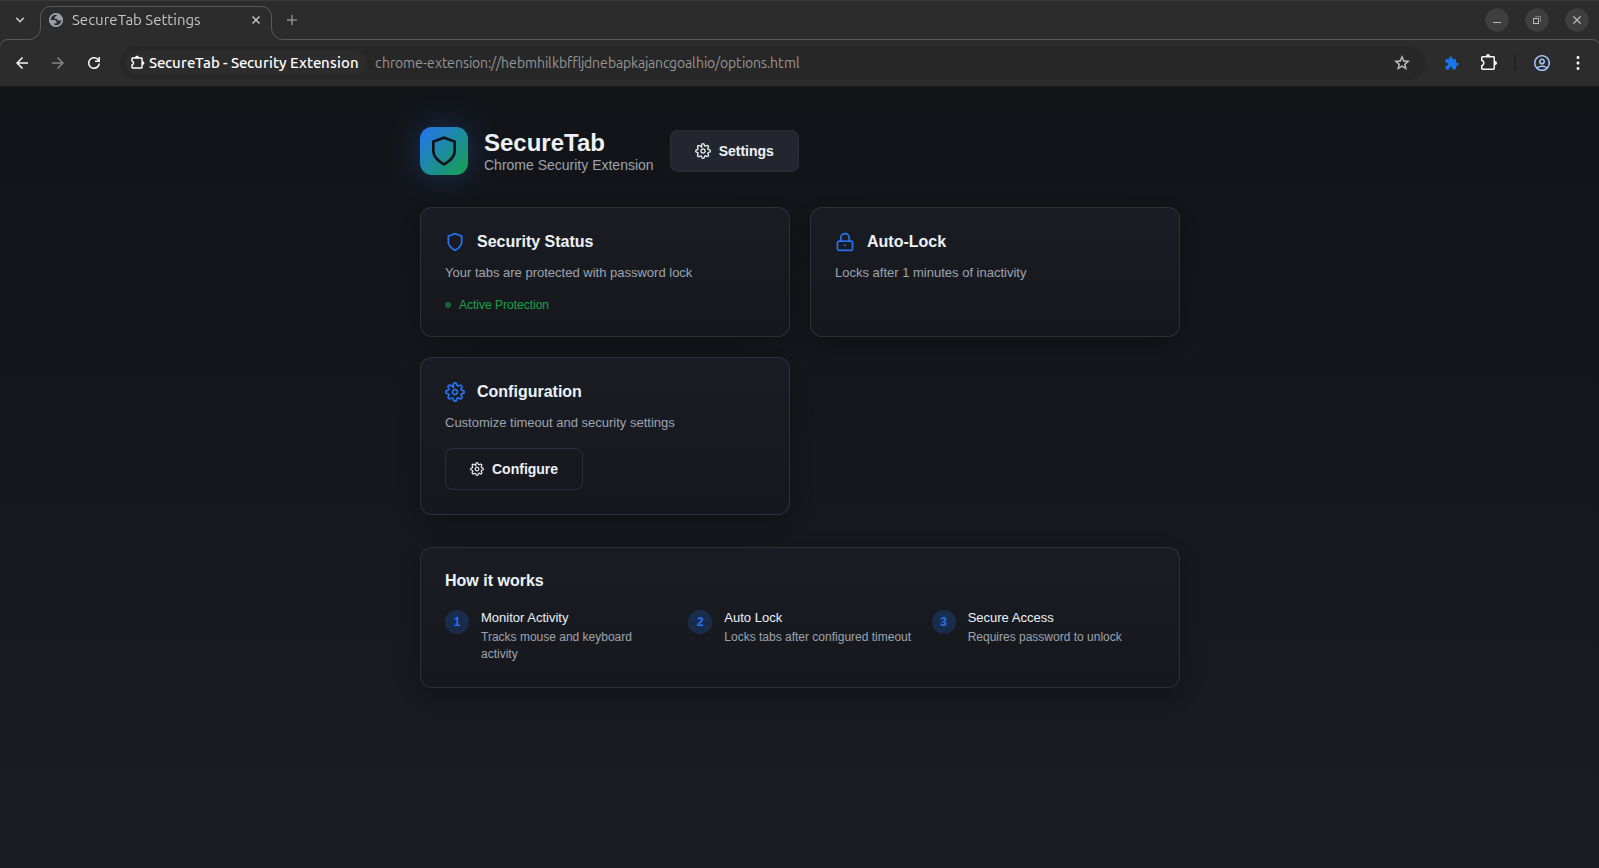 SecureTab Settings
SecureTab - Security Extension chrome-extension://hebmhilkbffljdnebapkajancgoalhio/options.html
SecureTab
Chrome Security Extension
Settings
Security Status
Your tabs are protected with password lock
Active Protection
Auto-Lock
Locks after 1 minutes of inactivity
Configuration
Customize timeout and security settings
Configure
How it works
1 Monitor Activity
Tracks mouse and keyboard
activity
2 Auto Lock
Locks tabs after configured timeout
3 Secure Access
Requires password to unlock